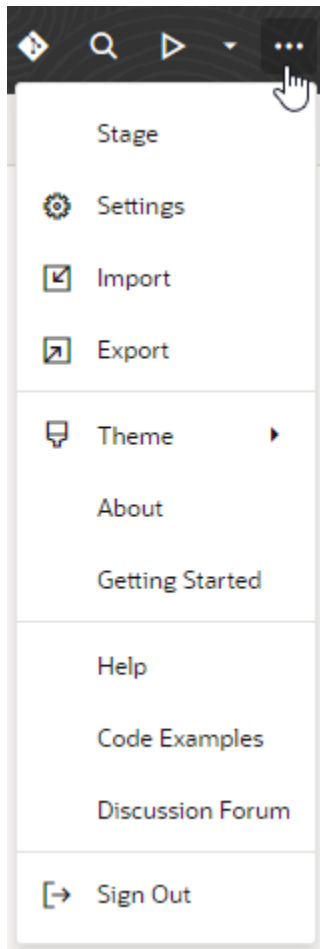 Stage
Settings
Import
Export
Theme
About
Getting Started
Help
Code Examples
Discussion Forum
Sign Out